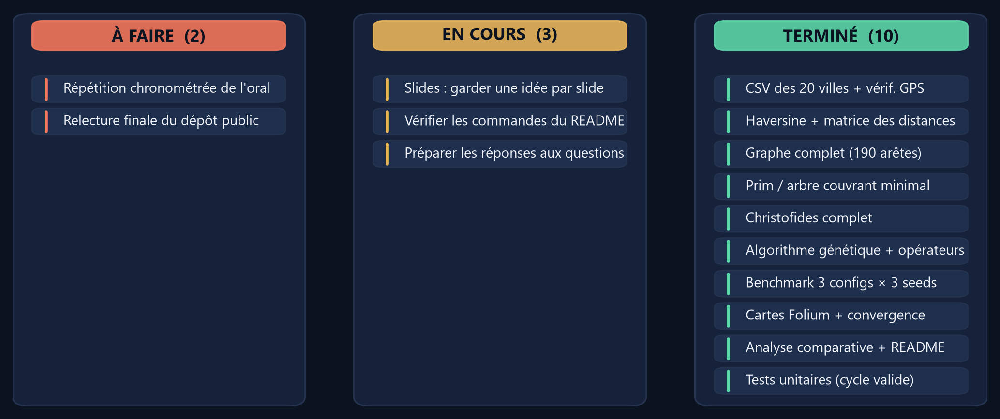 À FAIRE (2)
Répétition chronométrée de l'oral
Relecture finale du dépôt public
EN COURS (3)
Slides : garder une idée par slide
Vérifier les commandes du README
Préparer les réponses aux questions
TERMINÉ (10)
CSV des 20 villes + vérif. GPS
Haversine + matrice des distances
Graphe complet (190 arêtes)
Prim / arbre couvrant minimal
Christofides complet
Algorithme génétique + opérateurs
Benchmark 3 configs × 3 seeds
Cartes Folium + convergence
Analyse comparative + README
Tests unitaires (cycle valide)